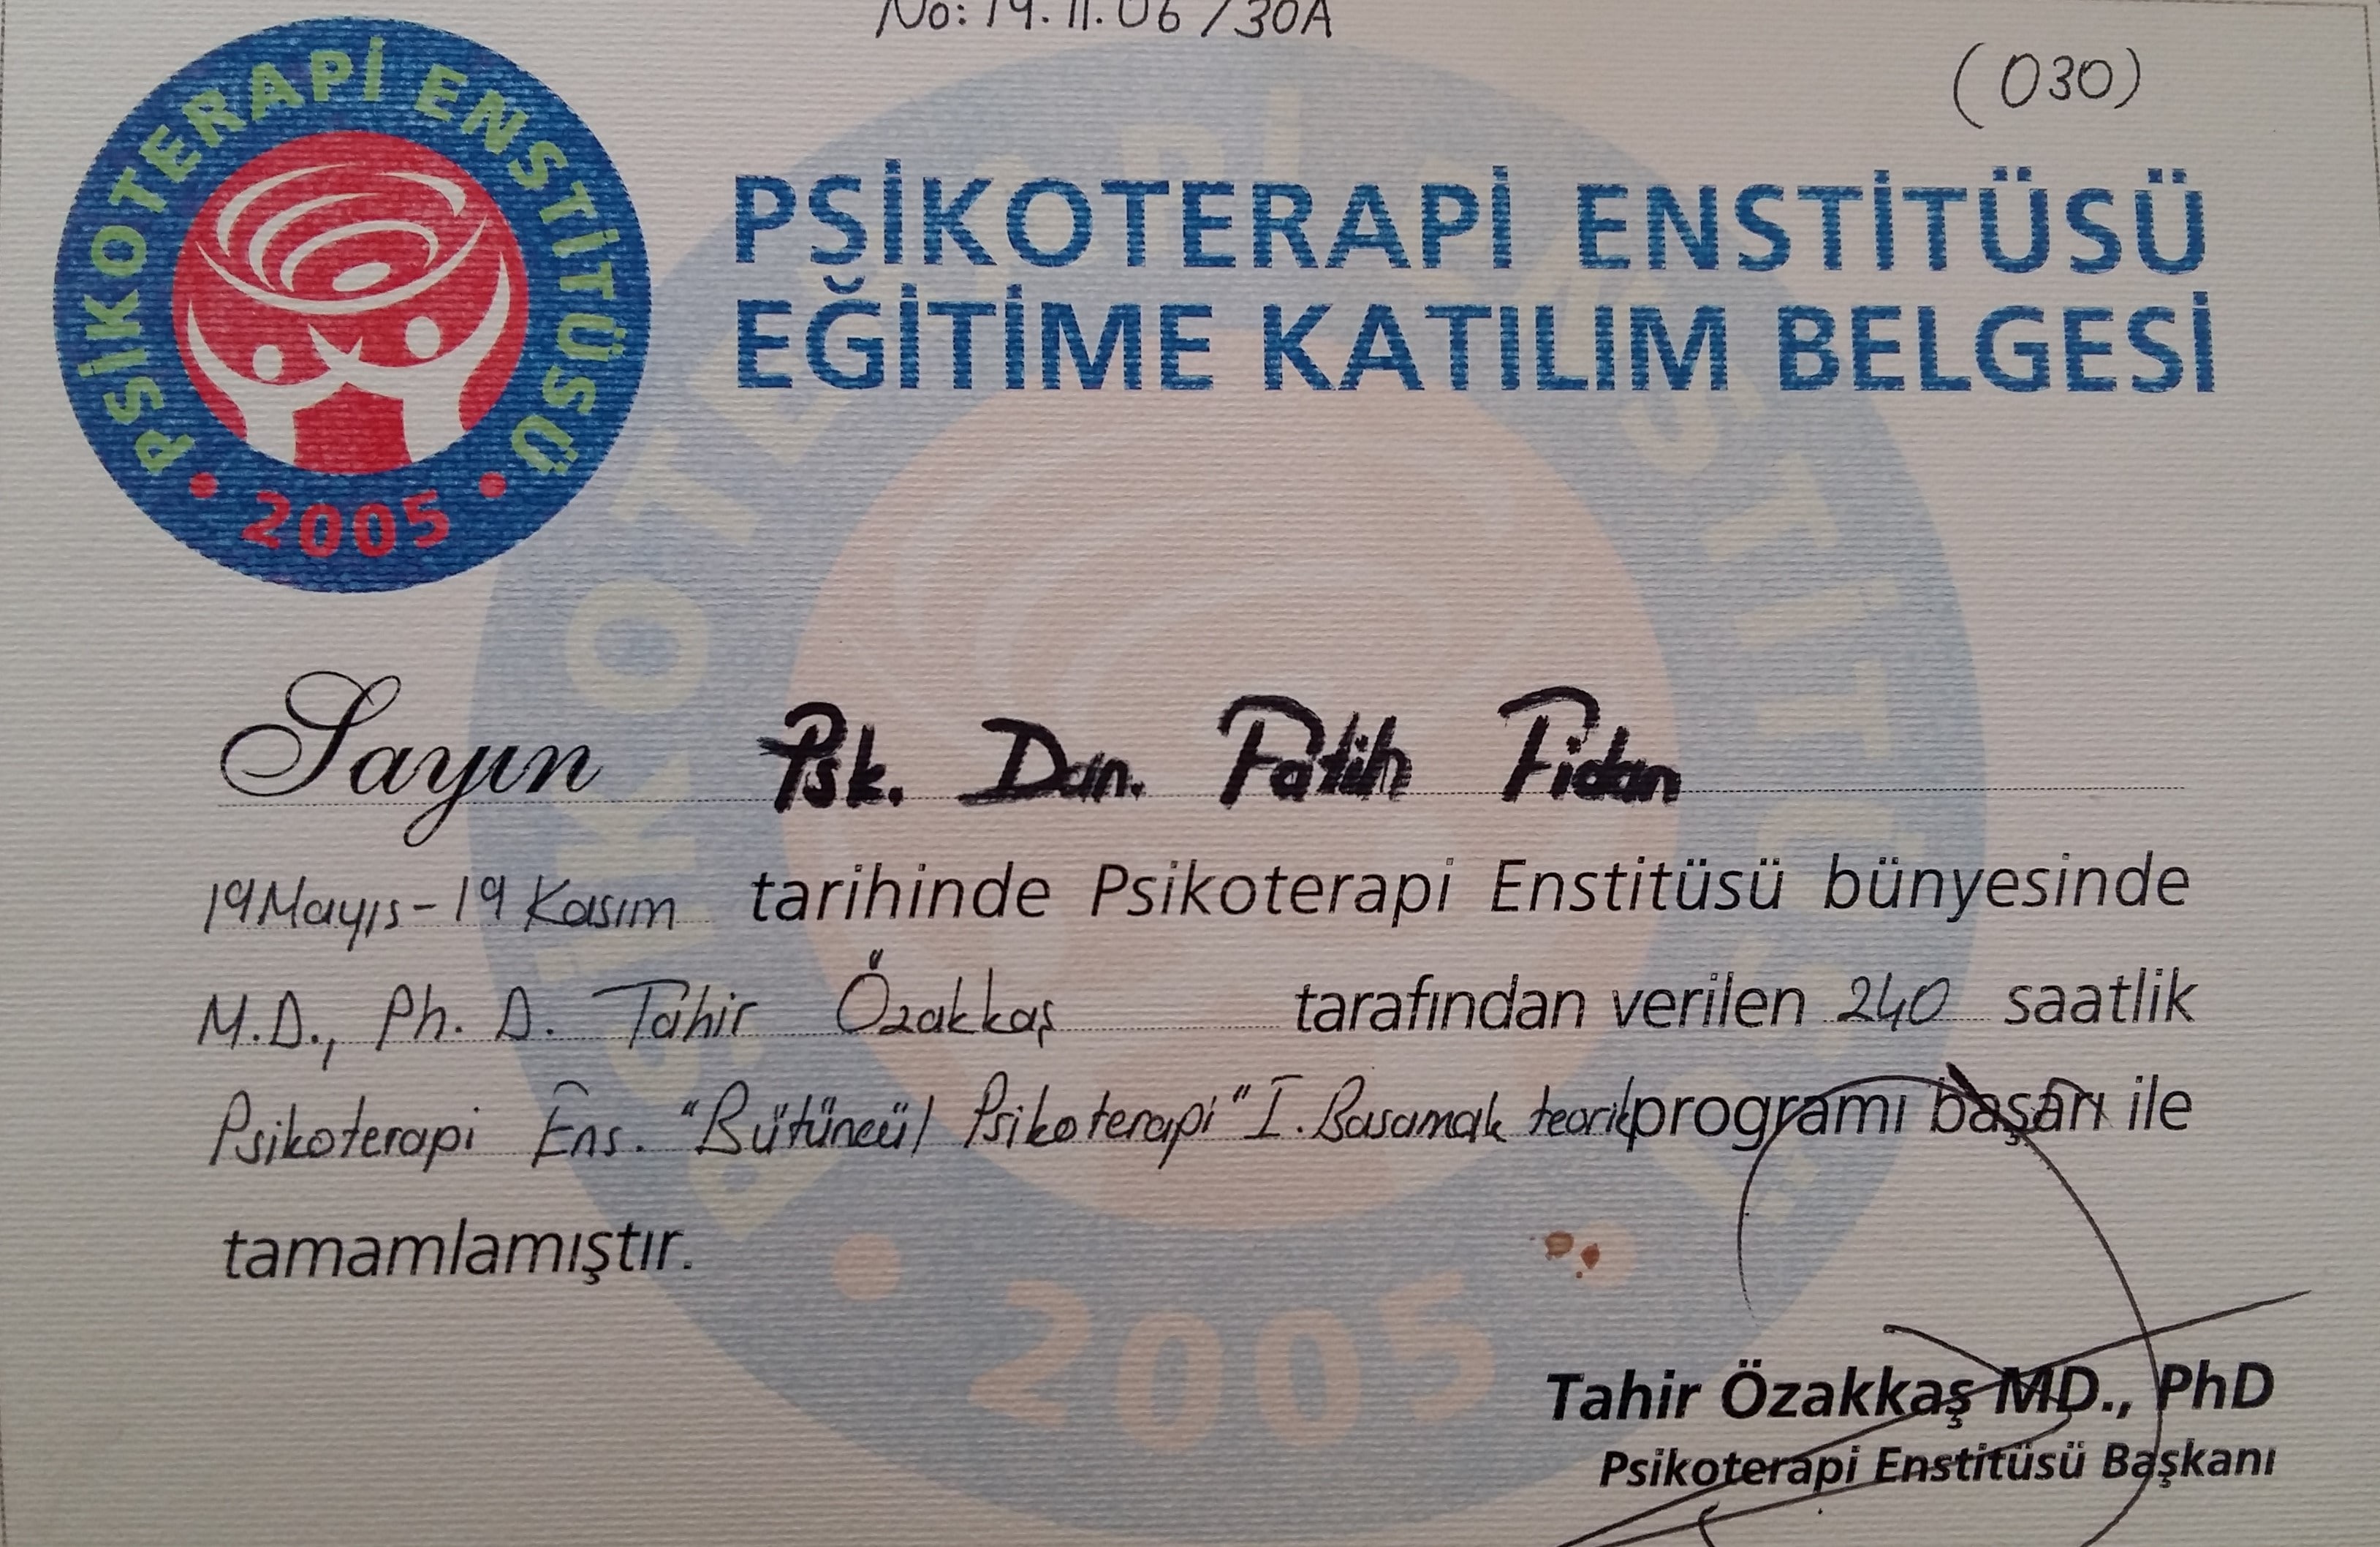 No: 19.11.06 /30A
(030)
PSİKOTERAPİ ENSTİTÜSÜ
2005
PSİKOTERAPİ ENSTİTÜSÜ
EĞİTİME KATILIM BELGESİ
Sayın Psk. Dan. Fatih Fidan
19 Mayıs - 19 Kasım tarihinde Psikoterapi Enstitüsü bünyesinde
M.D., Ph. D. Tahir Özakkaş tarafından verilen 240 saatlik
Psikoterapi Ens. "Bütüncül Psikoterapi" I. Basamak teorik programı başarı ile
tamamlamıştır.
2005
Tahir Özakkaş MD., PhD
Psikoterapi Enstitüsü Başkanı